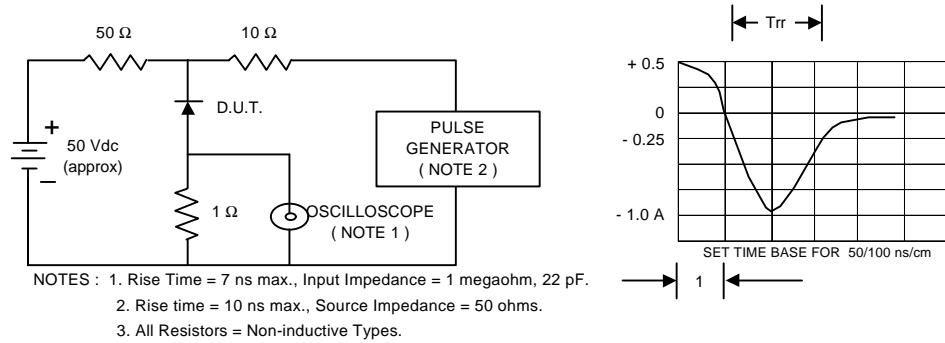 50 Ω
10 Ω
D.U.T.
+
50 Vdc
(approx)
−
1 Ω
OSCILLOSCOPE
( NOTE 1 )
PULSE
GENERATOR
( NOTE 2 )
Trr
+ 0.5
0
- 0.25
- 1.0 A
SET TIME BASE FOR 50/100 ns/cm
1
NOTES : 1. Rise Time = 7 ns max., Input Impedance = 1 megaohm, 22 pF.
2. Rise time = 10 ns max., Source Impedance = 50 ohms.
3. All Resistors = Non-inductive Types.